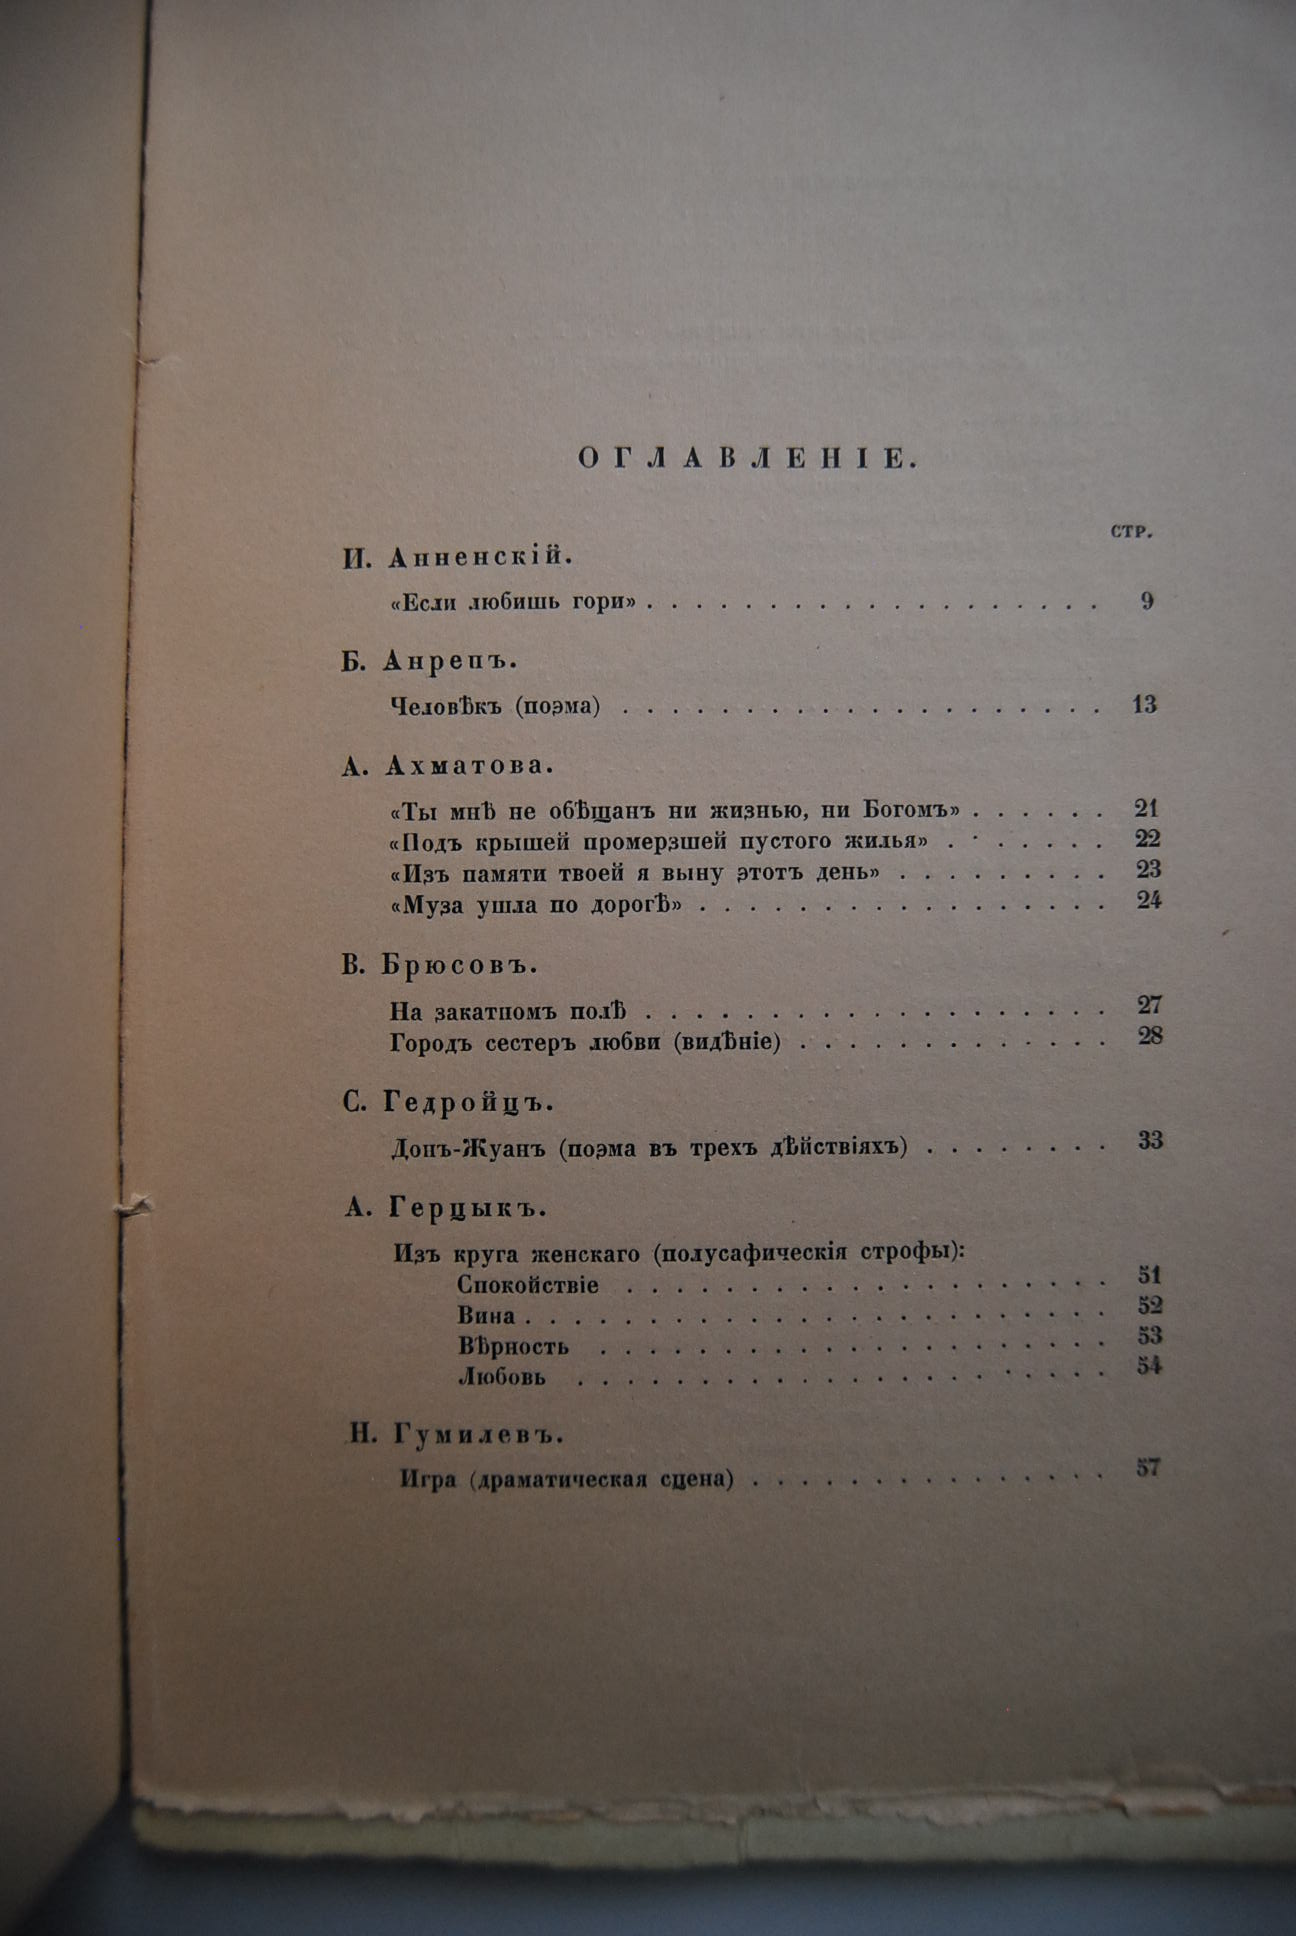 ОГЛАВЛЕНІЕ.
СТР.
И. Анненскій.
«Если любишь гори» . . . . . . . . . . . . . . . . . . . 9
Б. Анрепъ.
Человѣкъ (поэма) . . . . . . . . . . . . . . . . . . . . 13
А. Ахматова.
«Ты мнѣ не обѣщанъ ни жизнью, ни Богомъ» . . . . . . 21
«Подъ крышей промерзшей пустого жилья» . . . . . . . 22
«Изъ памяти твоей я выну этотъ день» . . . . . . . . . 23
«Муза ушла по дорогѣ» . . . . . . . . . . . . . . . . . 24
В. Брюсовъ.
На закатномъ полѣ . . . . . . . . . . . . . . . . . . . 27
Городъ сестеръ любви (видѣніе) . . . . . . . . . . . . . 28
С. Гедройцъ.
Донъ-Жуанъ (поэма въ трехъ дѣйствіяхъ) . . . . . . . . 33
А. Герцыкъ.
Изъ круга женскаго (полусафическія строфы):
Спокойствіе . . . . . . . . . . . . . . . . . . . . 51
Вина . . . . . . . . . . . . . . . . . . . . . . . . 52
Вѣрность . . . . . . . . . . . . . . . . . . . . . 53
Любовь . . . . . . . . . . . . . . . . . . . . . . 54
Н. Гумилевъ.
Игра (драматическая сцена) . . . . . . . . . . . . . . . 57